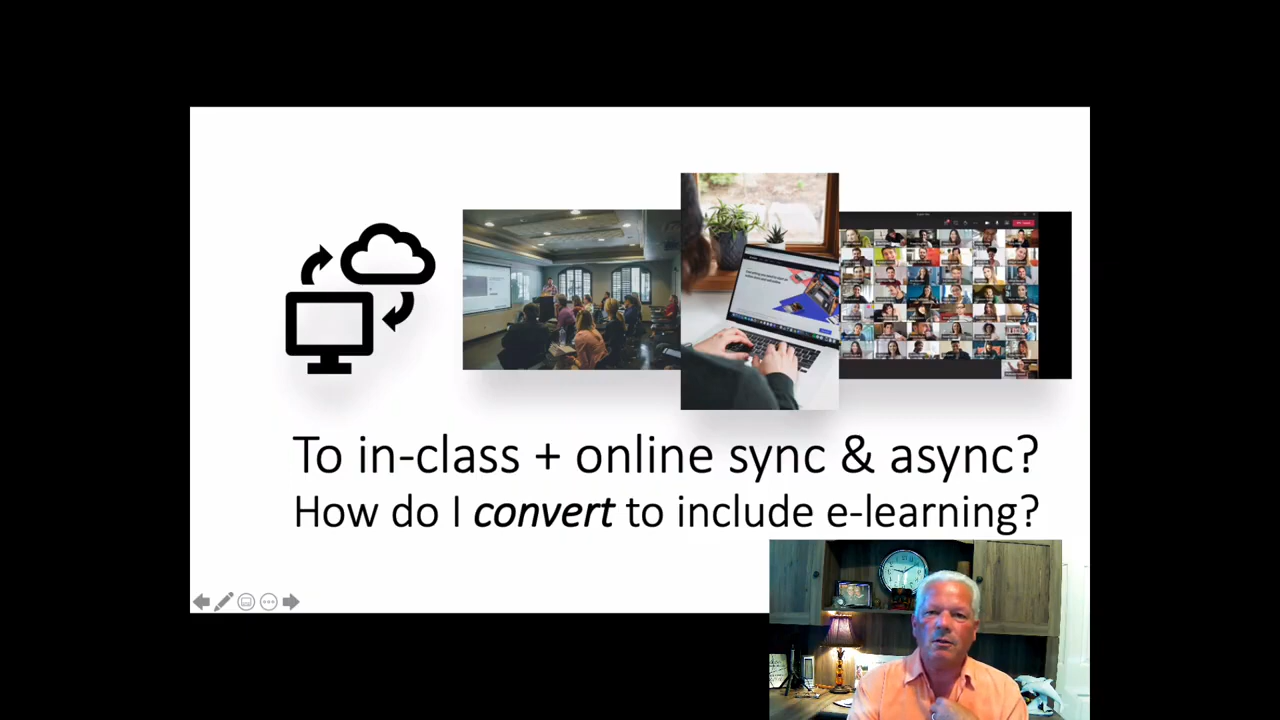 To in-class + online sync & async?
How do I convert to include e-learning?